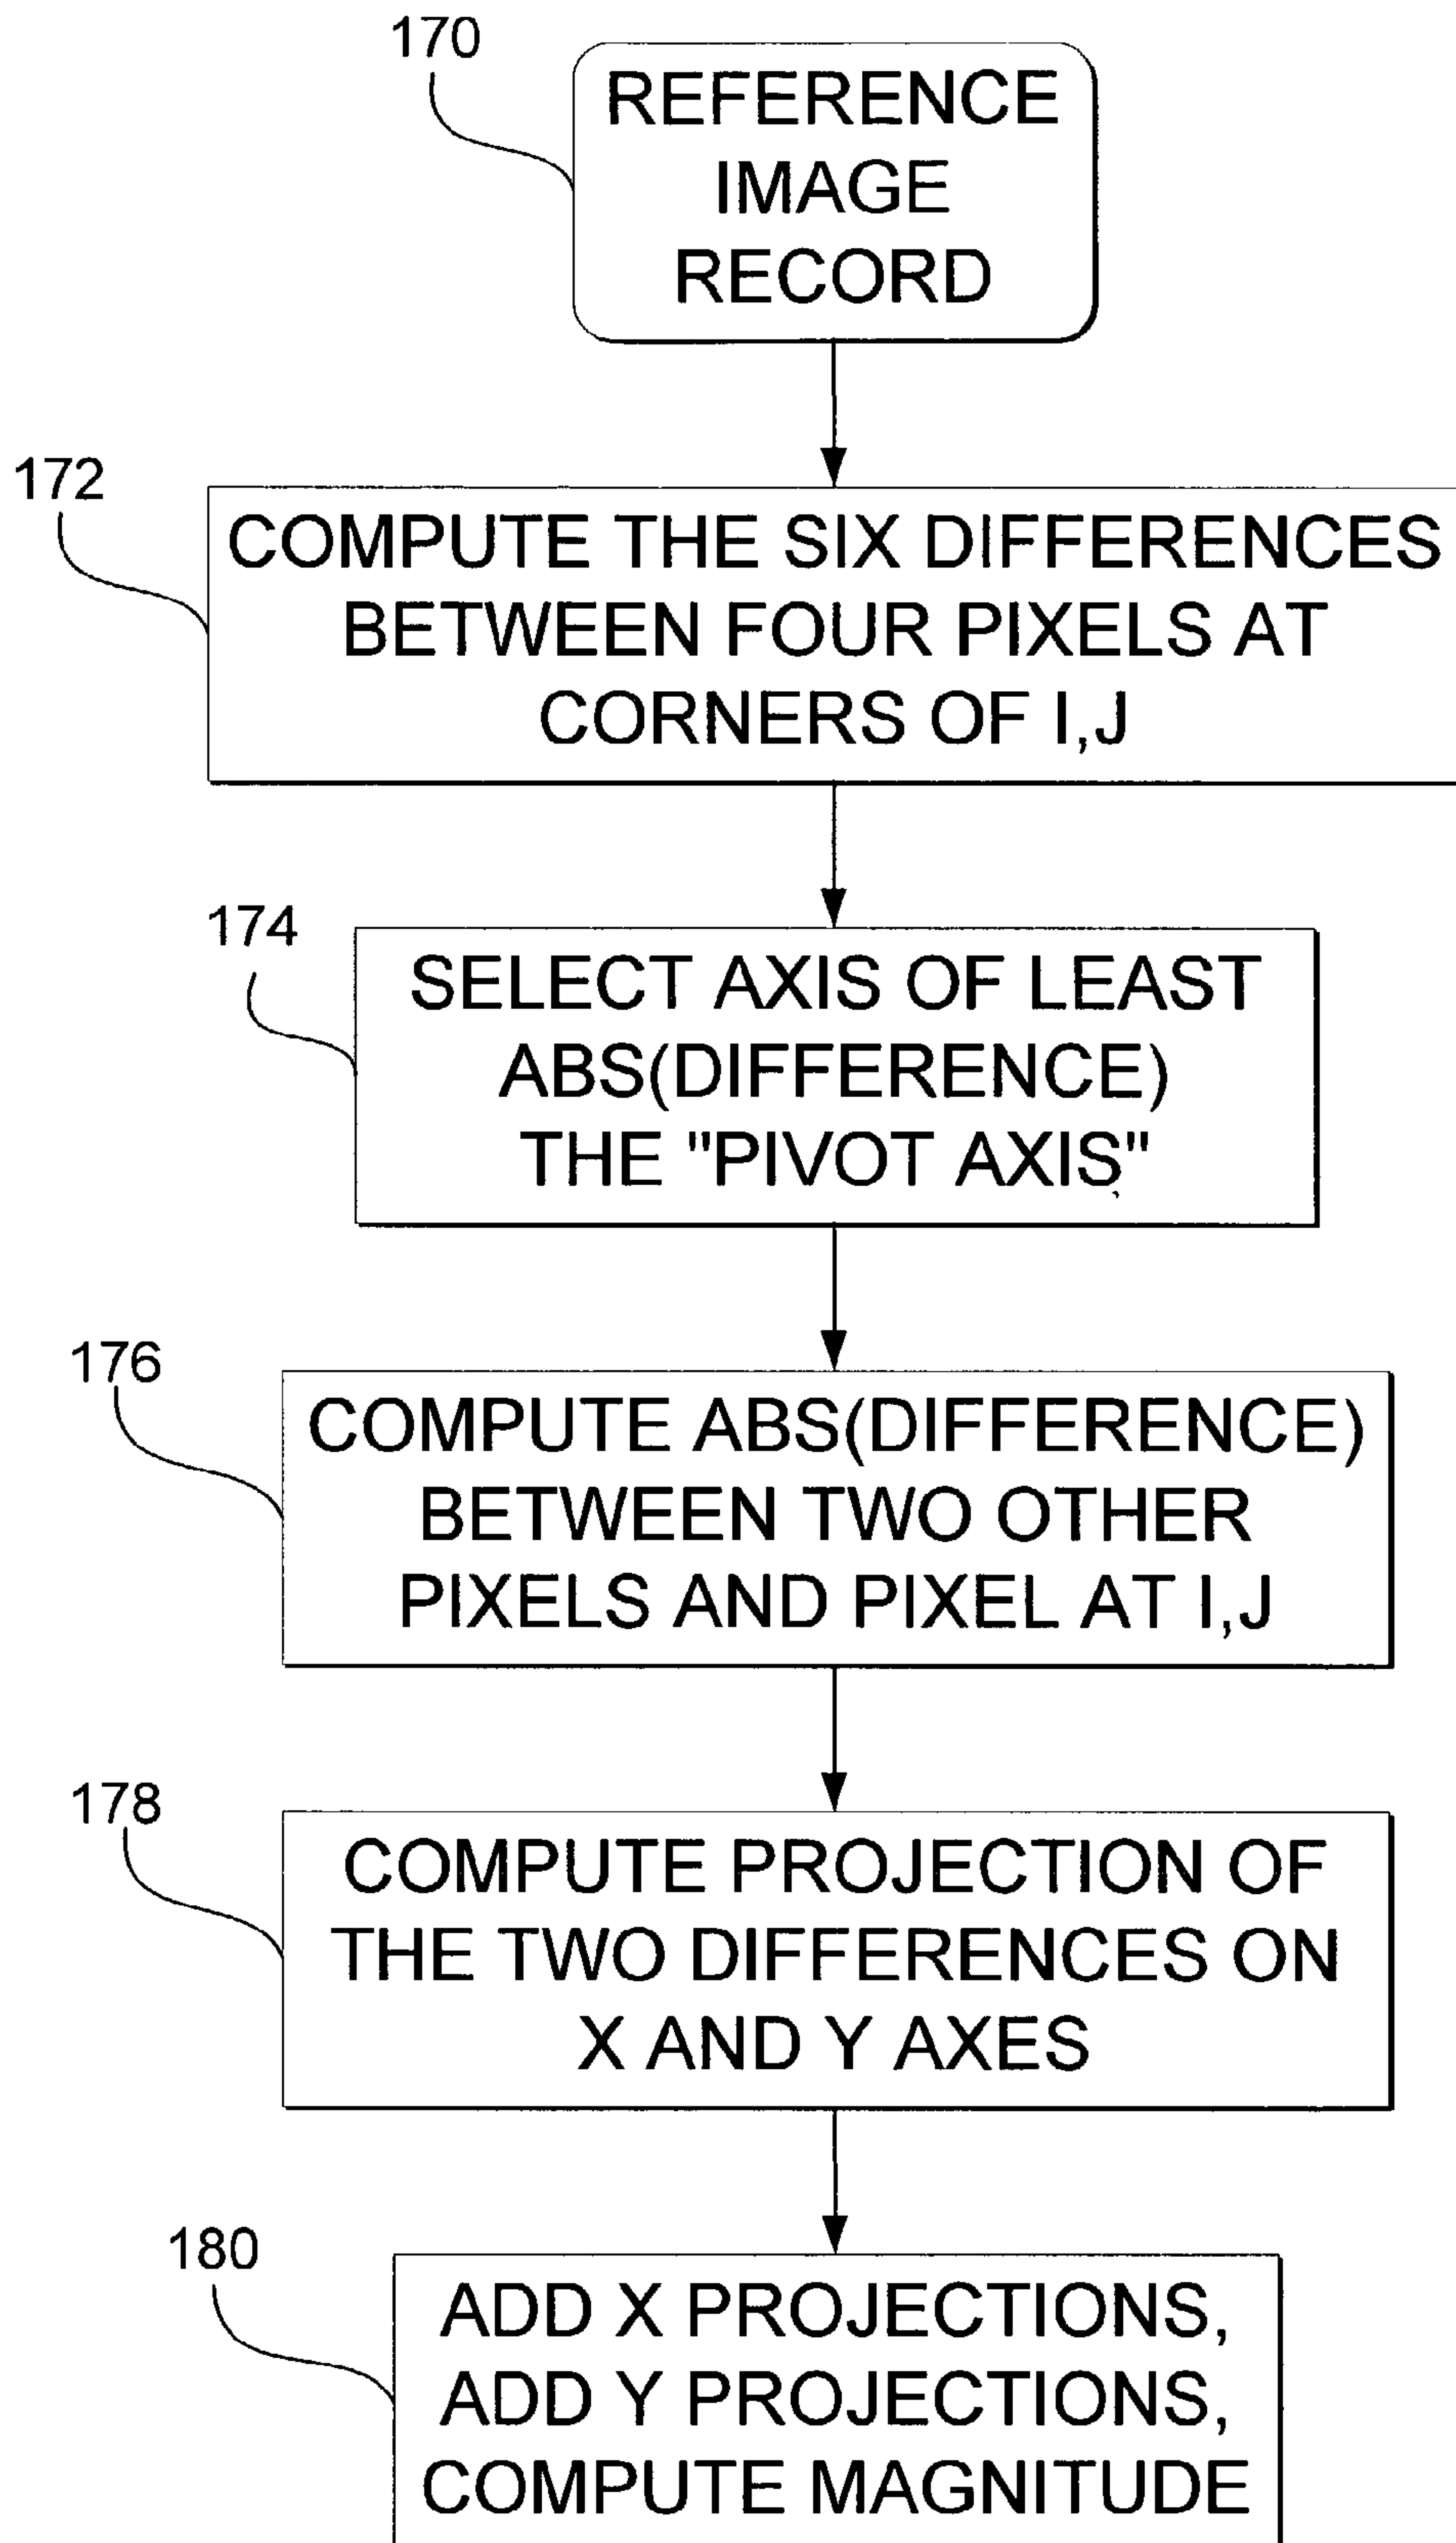 170
REFERENCE
IMAGE
RECORD
172
COMPUTE THE SIX DIFFERENCES
BETWEEN FOUR PIXELS AT
CORNERS OF I,J
174
SELECT AXIS OF LEAST
ABS(DIFFERENCE)
THE "PIVOT AXIS"
176
COMPUTE ABS(DIFFERENCE)
BETWEEN TWO OTHER
PIXELS AND PIXEL AT I,J
178
COMPUTE PROJECTION OF
THE TWO DIFFERENCES ON
X AND Y AXES
180
ADD X PROJECTIONS,
ADD Y PROJECTIONS,
COMPUTE MAGNITUDE